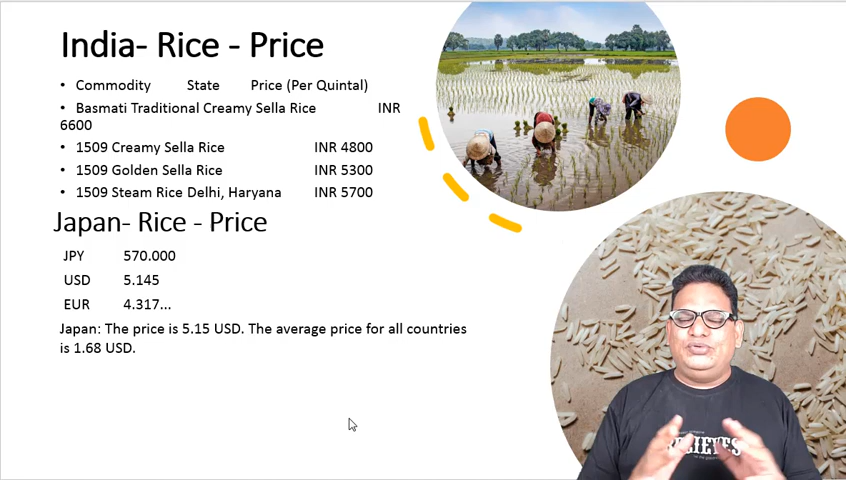 India- Rice - Price
• Commodity State Price (Per Quintal)
• Basmati Traditional Creamy Sella Rice INR
6600
• 1509 Creamy Sella Rice INR 4800
• 1509 Golden Sella Rice INR 5300
• 1509 Steam Rice Delhi, Haryana INR 5700
Japan- Rice - Price
JPY 570.000
USD 5.145
EUR 4.317...
Japan: The price is 5.15 USD. The average price for all countries
is 1.68 USD.